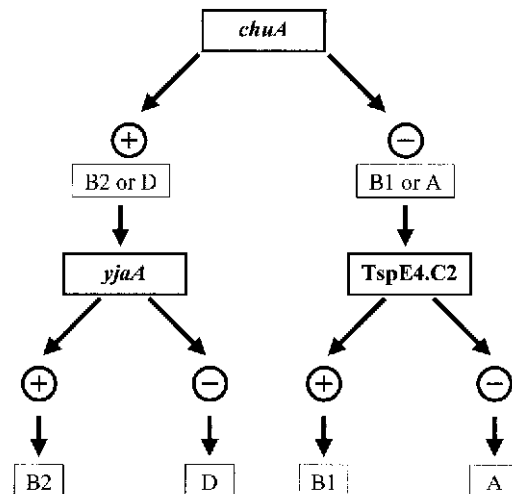 chuA
+ −
B2 or D B1 or A
yjaA TspE4.C2
+ − + −
B2 D B1 A